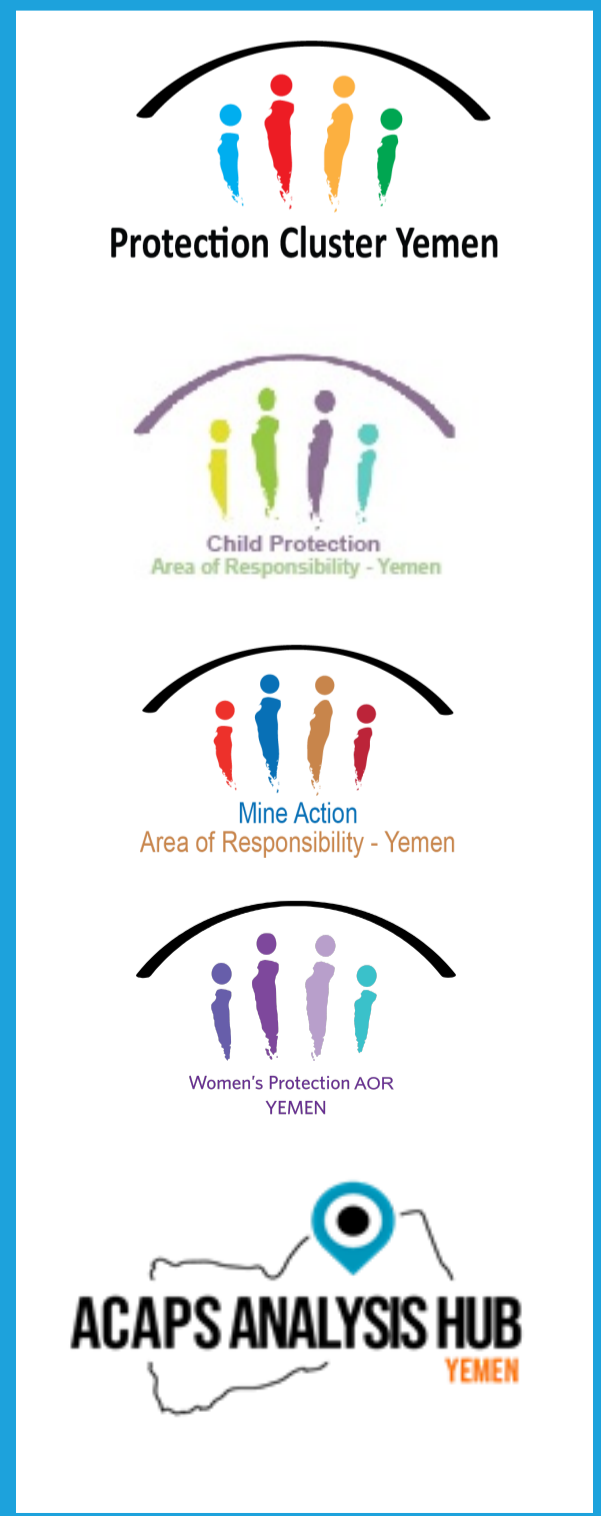 Protection Cluster Yemen
Child Protection
Area of Responsibility - Yemen
Mine Action
Area of Responsibility - Yemen
Women's Protection AOR
YEMEN
ACAPS ANALYSIS HUB
YEMEN